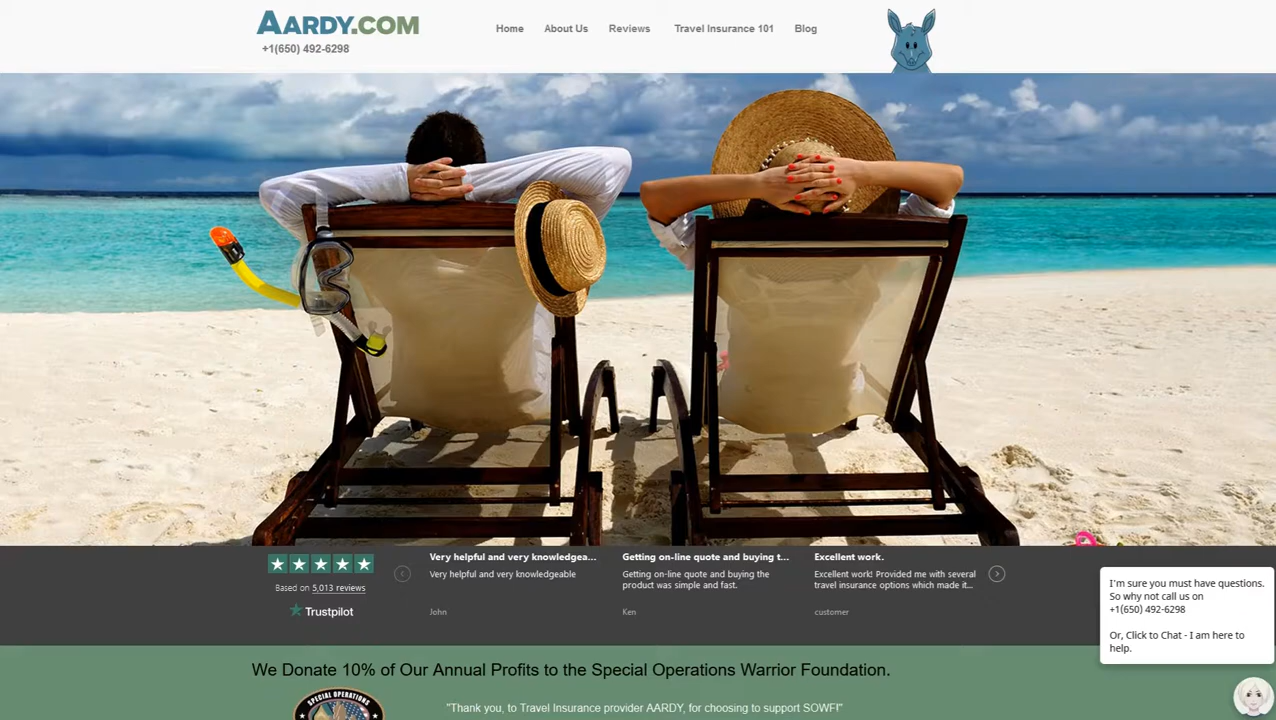 AARDY.COM
+1(650) 492-6298
Home About Us Reviews Travel Insurance 101 Blog
Based on 5,013 reviews
Trustpilot
Very helpful and very knowledgea...
Very helpful and very knowledgeable
John
Getting on-line quote and buying t...
Getting on-line quote and buying the
product was simple and fast.
Ken
Excellent work.
Excellent work! Provided me with several
travel insurance options which made it...
customer
I'm sure you must have questions.
So why not call us on
+1(650) 492-6298
Or, Click to Chat - I am here to
help.
We Donate 10% of Our Annual Profits to the Special Operations Warrior Foundation.
SPECIAL OPERATIONS
"Thank you, to Travel Insurance provider AARDY, for choosing to support SOWF!"